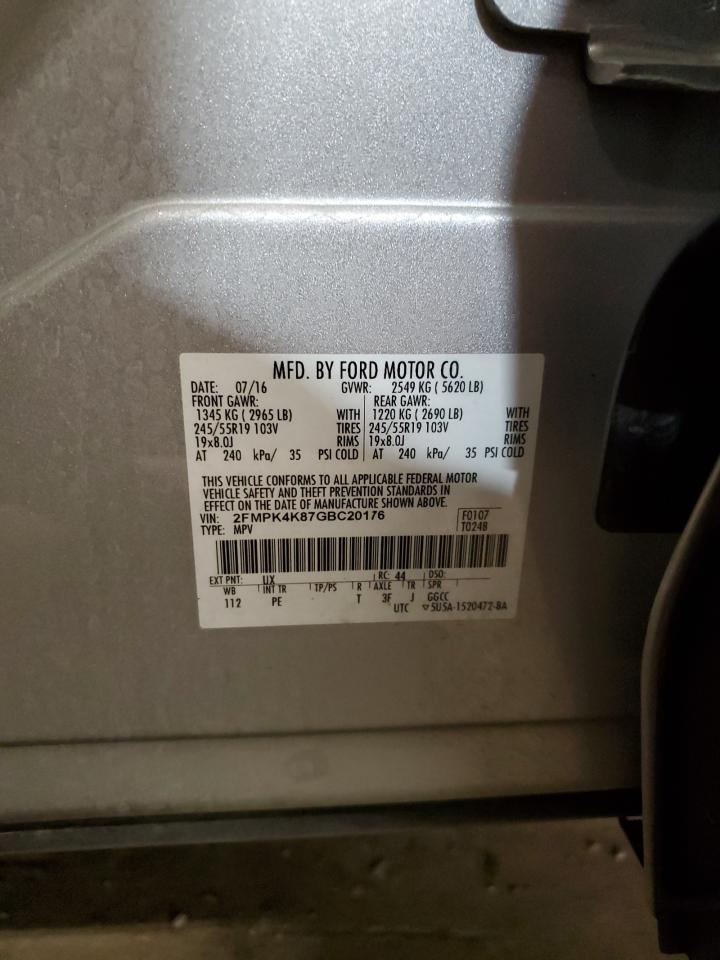 MFD. BY FORD MOTOR CO.
DATE: 07/16 GVWR: 2549 KG ( 5620 LB)
FRONT GAWR: REAR GAWR:
1345 KG ( 2965 LB) WITH 1220 KG ( 2690 LB) WITH
245/55R19 103V TIRES 245/55R19 103V TIRES
19x8.0J RIMS 19x8.0J RIMS
AT 240 kPa/ 35 PSI COLD AT 240 kPa/ 35 PSI COLD
THIS VEHICLE CONFORMS TO ALL APPLICABLE FEDERAL MOTOR
VEHICLE SAFETY AND THEFT PREVENTION STANDARDS IN
EFFECT ON THE DATE OF MANUFACTURE SHOWN ABOVE.
VIN: 2FMPK4K87GBC20176 F0107
TYPE: MPV T0248
EXT PNT: UX RC: 44 DSO:
WB INT TR TP/PS R AXLE TR SPR
112 PE T 3F J GGCC
UTC ▽5U5A-1520472-BA